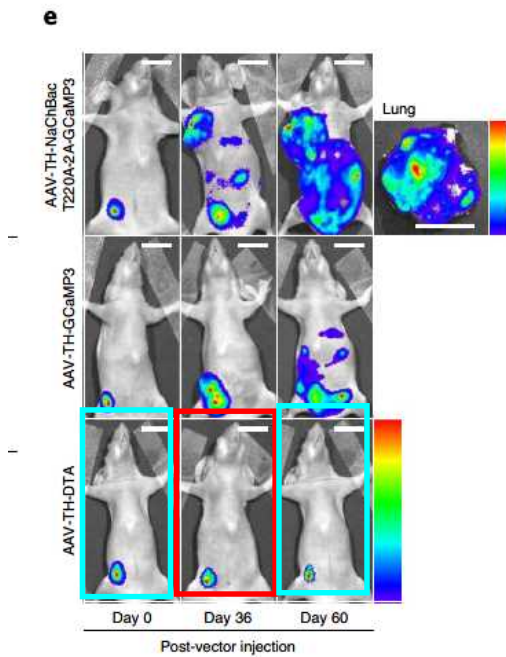 e
AAV-TH-NaChBac
T220A-2A-GCaMP3
Lung
AAV-TH-GCaMP3
AAV-TH-DTA
Day 0
Day 36
Day 60
Post-vector injection